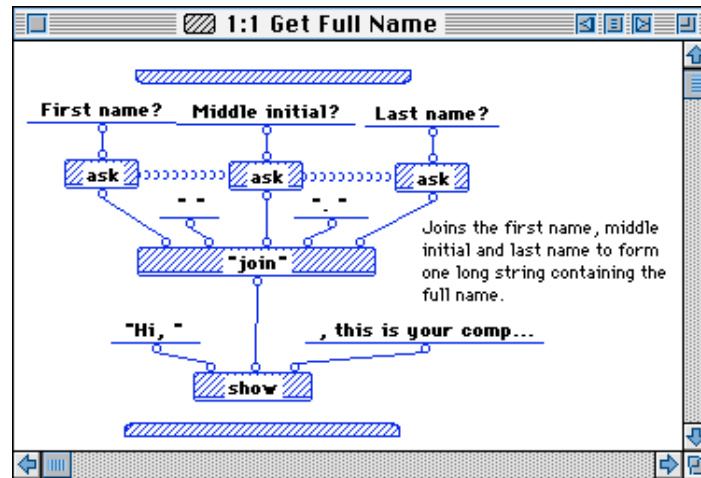 1:1 Get Full Name
First name? Middle initial? Last name?
ask ask ask
" " ". "
"join"
Joins the first name, middle
initial and last name to form
one long string containing the
full name.
"Hi, " , this is your comp...
show